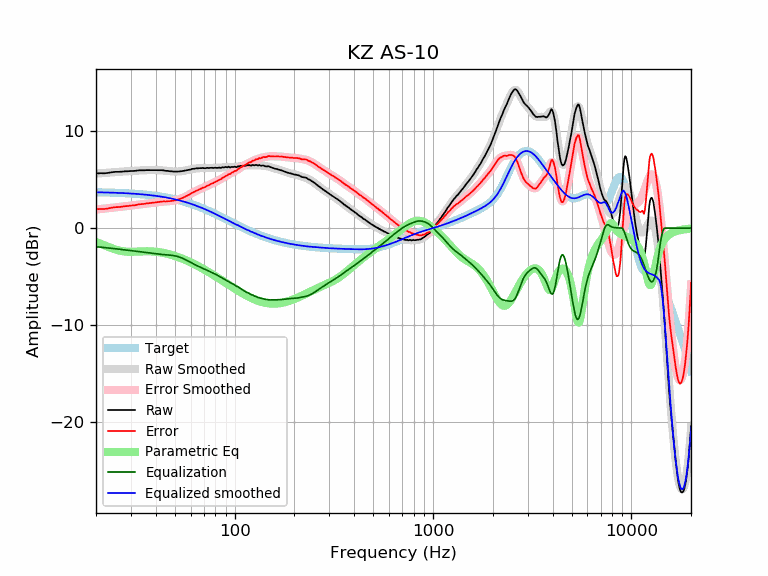 KZ AS-10
Amplitude (dBr)
10
0
−10
−20
Target
Raw Smoothed
Error Smoothed
Raw
Error
Parametric Eq
Equalization
Equalized smoothed
100 1000 10000
Frequency (Hz)